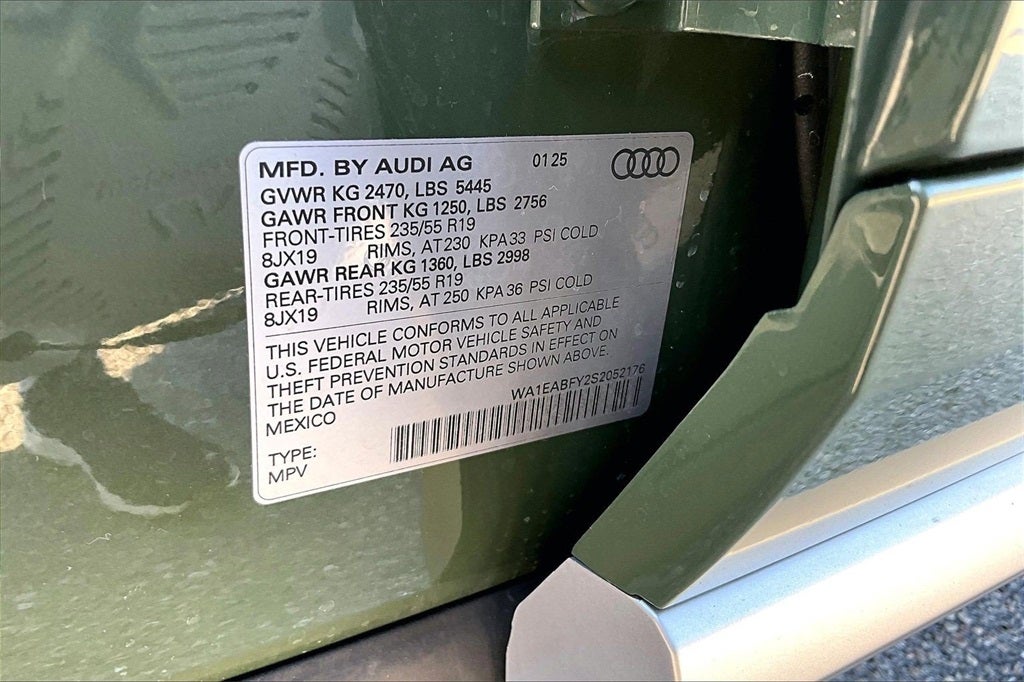 MFD. BY AUDI AG 01 25
GVWR KG 2470, LBS 5445
GAWR FRONT KG 1250, LBS 2756
FRONT-TIRES 235/55 R19
8JX19 RIMS, AT 230 KPA 33 PSI COLD
GAWR REAR KG 1360, LBS 2998
REAR-TIRES 235/55 R19
8JX19 RIMS, AT 250 KPA 36 PSI COLD
THIS VEHICLE CONFORMS TO ALL APPLICABLE
U.S. FEDERAL MOTOR VEHICLE SAFETY AND
THEFT PREVENTION STANDARDS IN EFFECT ON
THE DATE OF MANUFACTURE SHOWN ABOVE.
MEXICO WA1EABFY2S2052176
TYPE:
MPV